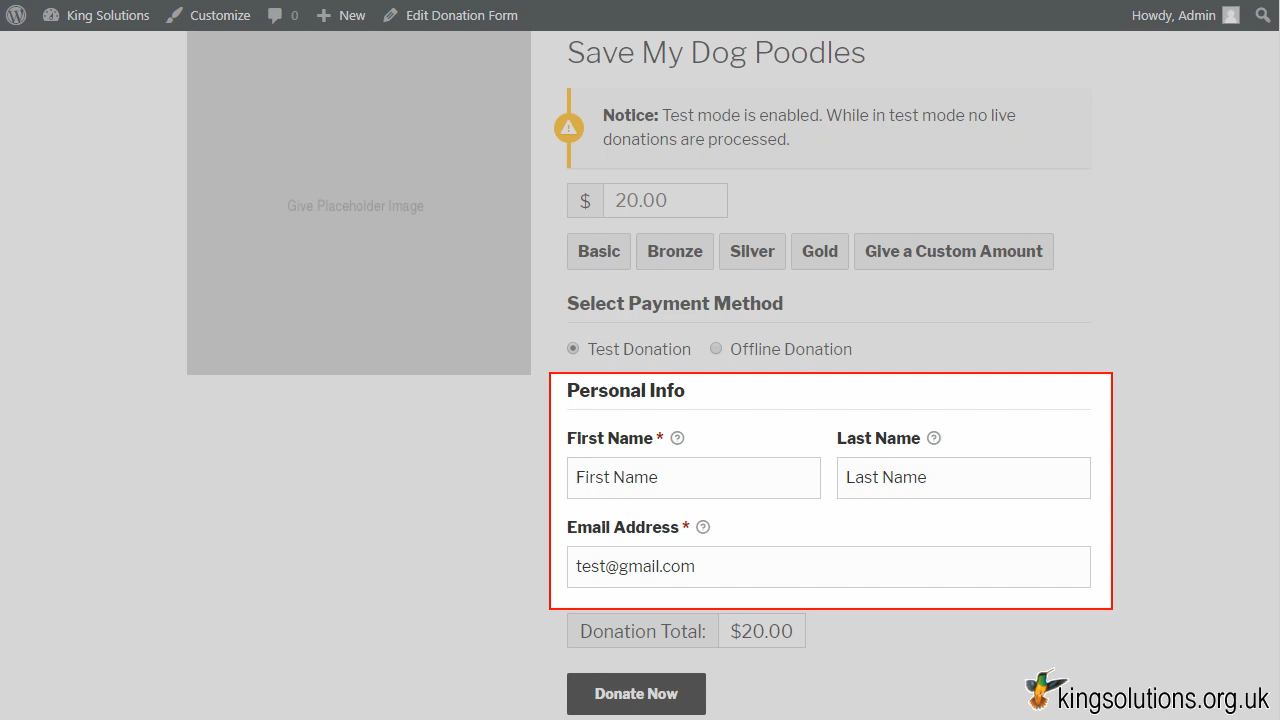 King Solutions Customize 0 New Edit Donation Form Howdy, Admin
Save My Dog Poodles
Notice: Test mode is enabled. While in test mode no live
donations are processed.
Give Placeholder Image
$ 20.00
Basic Bronze Silver Gold Give a Custom Amount
Select Payment Method
Test Donation Offline Donation
Personal Info
First Name * Last Name
First Name Last Name
Email Address *
test@gmail.com
Donation Total: $20.00
Donate Now
kingsolutions.org.uk